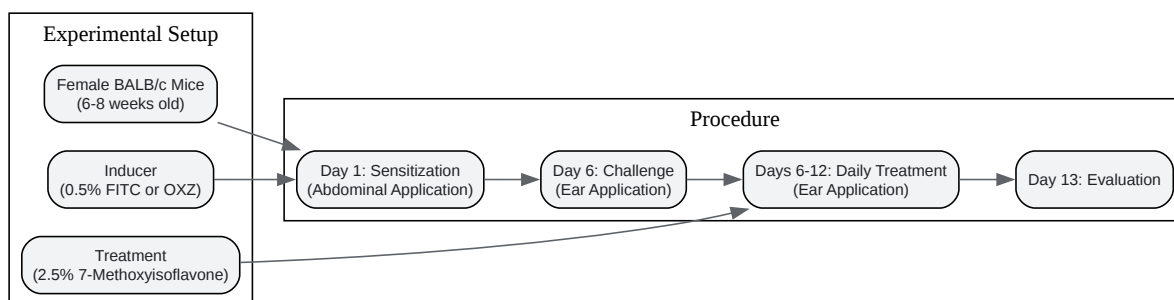 Experimental Setup
Female BALB/c Mice
(6-8 weeks old)
Inducer
(0.5% FITC or OXZ)
Treatment
(2.5% 7-Methoxyisoflavone)
Procedure
Day 1: Sensitization
(Abdominal Application)
Day 6: Challenge
(Ear Application)
Days 6-12: Daily Treatment
(Ear Application)
Day 13: Evaluation